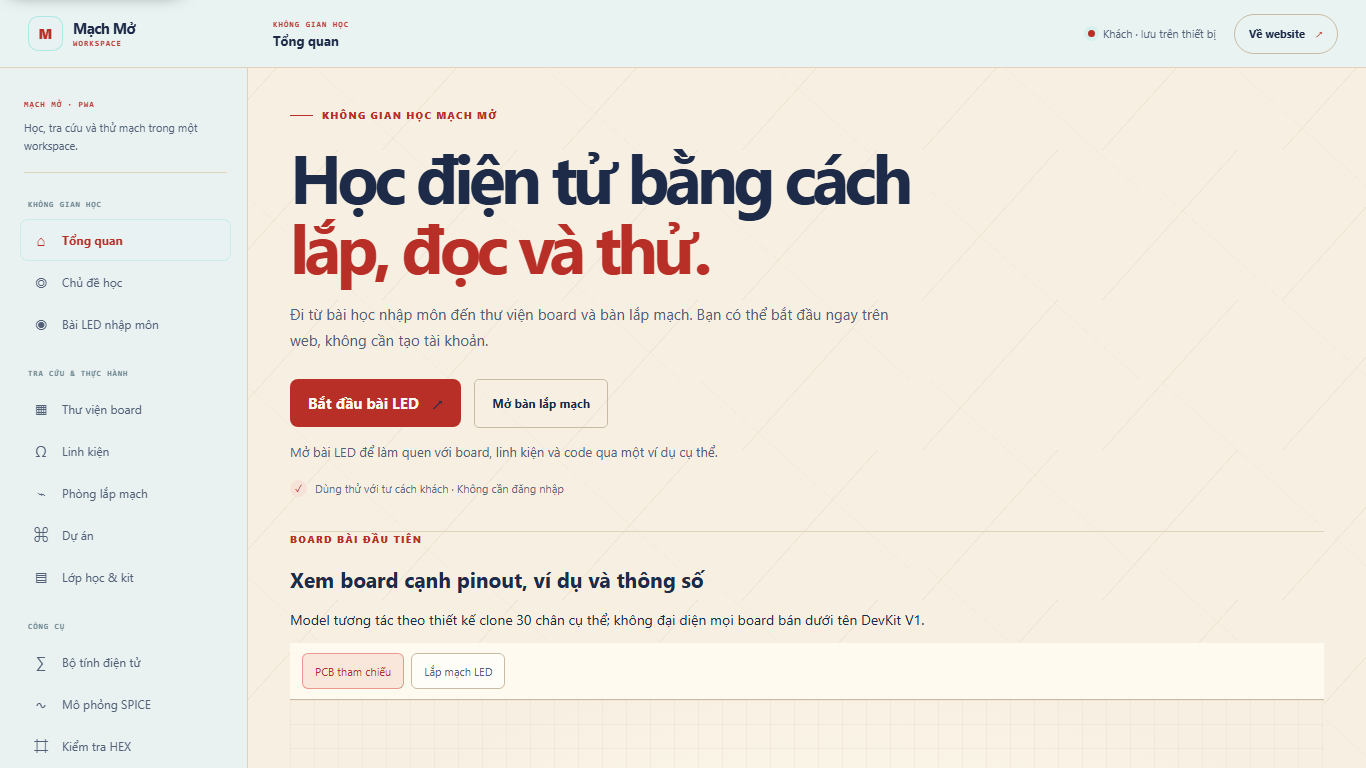 M
Mạch Mở
WORKSPACE
KHÔNG GIAN HỌC
Tổng quan
Khách · lưu trên thiết bị
Về website ↗
MẠCH MỞ · PWA
Học, tra cứu và thử mạch trong một
workspace.
KHÔNG GIAN HỌC
Tổng quan
Chủ đề học
Bài LED nhập môn
TRA CỨU & THỰC HÀNH
Thư viện board
Linh kiện
Phòng lắp mạch
Dự án
Lớp học & kit
CÔNG CỤ
Bộ tính điện tử
Mô phỏng SPICE
Kiểm tra HEX
KHÔNG GIAN HỌC MẠCH MỞ
Học điện tử bằng cách
lắp, đọc và thử.
Đi từ bài học nhập môn đến thư viện board và bàn lắp mạch. Bạn có thể bắt đầu ngay trên
web, không cần tạo tài khoản.
Bắt đầu bài LED ↗
Mở bàn lắp mạch
Mở bài LED để làm quen với board, linh kiện và code qua một ví dụ cụ thể.
✓ Dùng thử với tư cách khách · Không cần đăng nhập
BOARD BÀI ĐẦU TIÊN
Xem board cạnh pinout, ví dụ và thông số
Model tương tác theo thiết kế clone 30 chân cụ thể; không đại diện mọi board bán dưới tên DevKit V1.
PCB tham chiếu
Lắp mạch LED